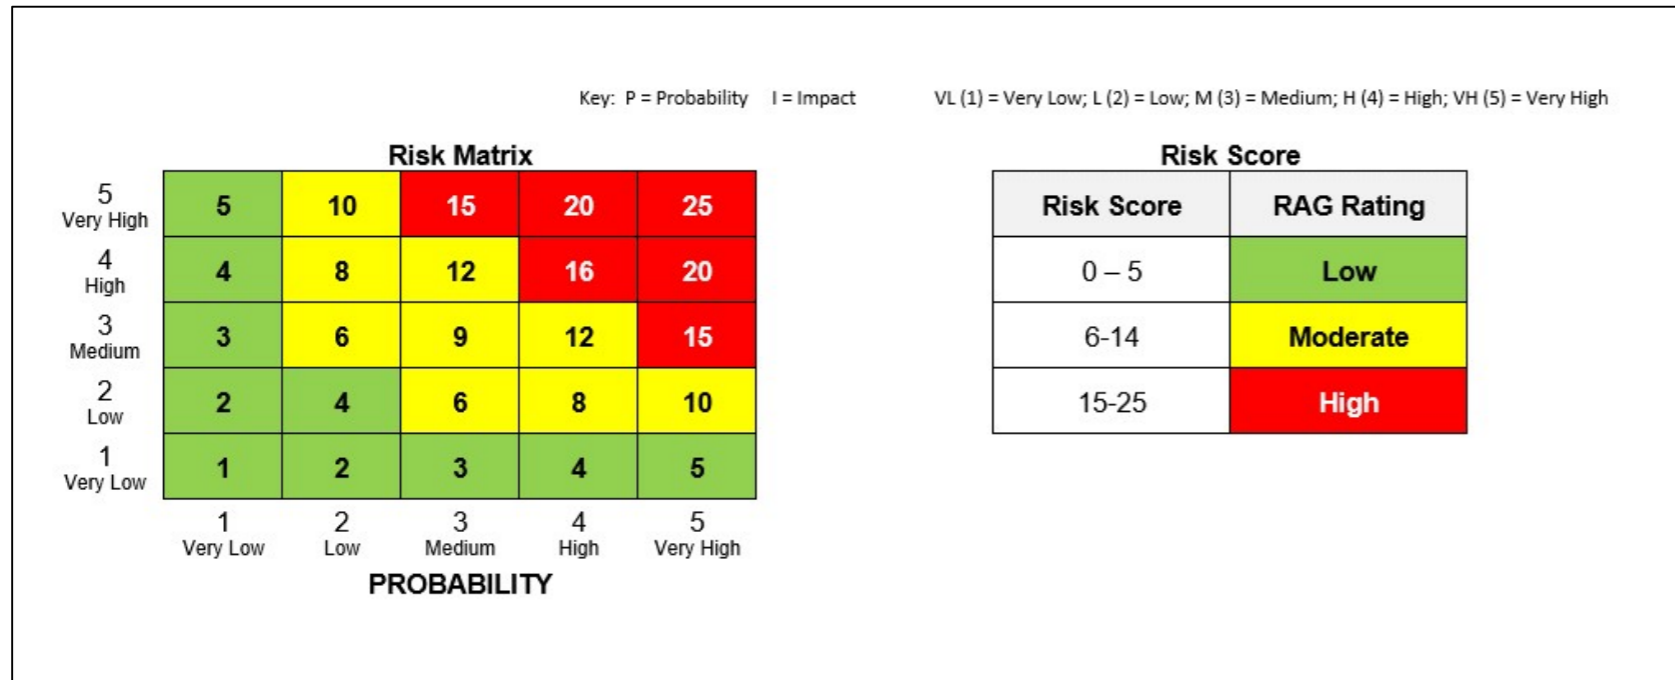 Key: P = Probability I = Impact VL (1) = Very Low; L (2) = Low; M (3) = Medium; H (4) = High; VH (5) = Very High
Risk Matrix
5
Very High
5 10 15 20 25
4
High
4 8 12 16 20
3
Medium
3 6 9 12 15
2
Low
2 4 6 8 10
1
Very Low
1 2 3 4 5
1 2 3 4 5
Very Low Low Medium High Very High
PROBABILITY
Risk Score
Risk Score RAG Rating
0 – 5 Low
6-14 Moderate
15-25 High